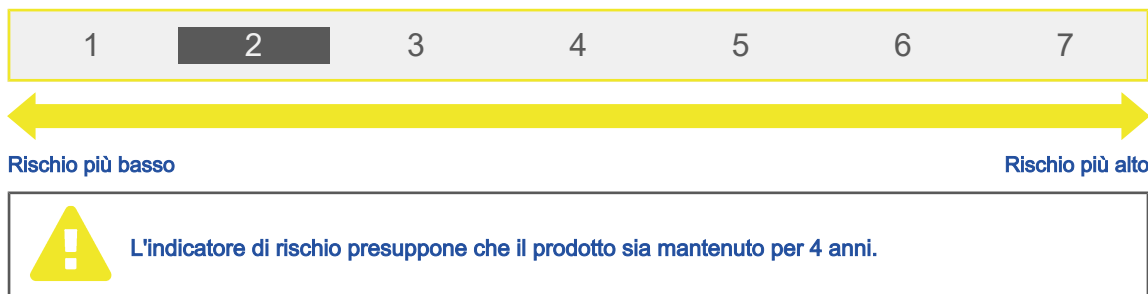 1 2 3 4 5 6 7
Rischio più basso Rischio più alto
L'indicatore di rischio presuppone che il prodotto sia mantenuto per 4 anni.